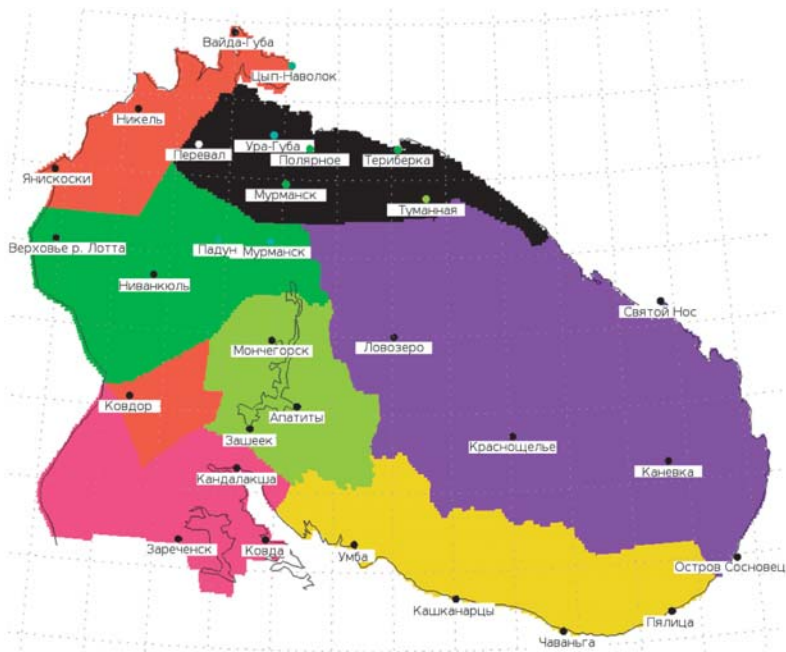 Вайда-Губа
Цып-Наволок
Никель
Перевал
Ура-Губа
Полярное
Териберка
Янискоски
Мурманск
Туманная
Верховье р. Лотта
Падун
Мурманск
Ниванкюль
Святой Нос
Мончегорск
Ловозеро
Ковдор
Апатиты
Зашеек
Краснощелье
Каневка
Кандалакша
Зареченск
Ковда
Умба
Остров Сосновец
Кашканарцы
Пялица
Чаваньга